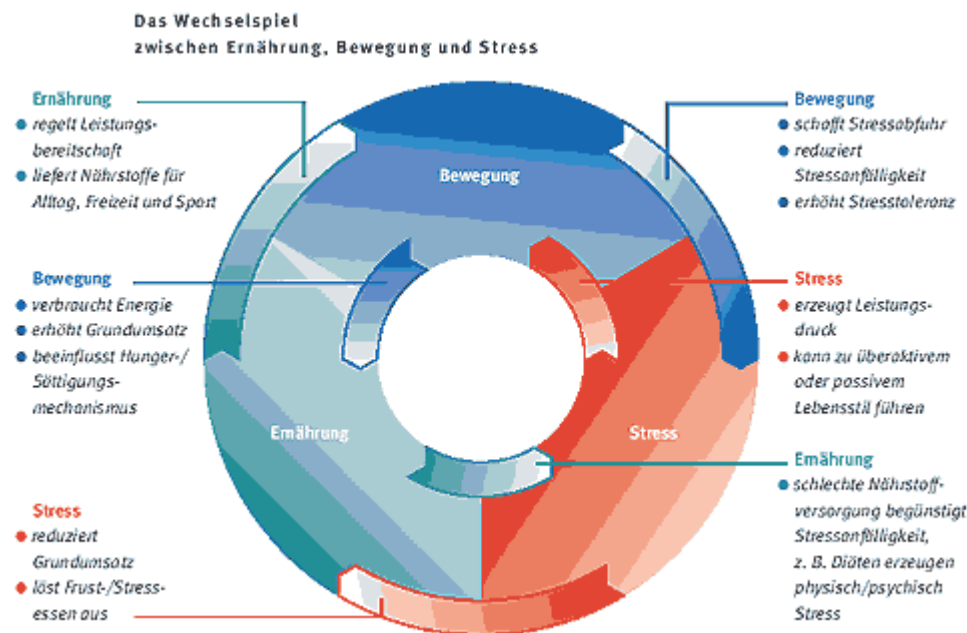 Das Wechselspiel
zwischen Ernährung, Bewegung und Stress
Ernährung
regelt Leistungs-
bereitschaft
liefert Nährstoffe für
Alltag, Freizeit und Sport
Bewegung
verbraucht Energie
erhöht Grundumsatz
beeinflusst Hunger-/
Sättigungs-
mechanismus
Stress
reduziert
Grundumsatz
löst Frust-/Stress-
essen aus
Bewegung
Ernährung
Stress
Bewegung
schafft Stressabfuhr
reduziert
Stressanfälligkeit
erhöht Stresstoleranz
Stress
erzeugt Leistungs-
druck
kann zu überaktivem
oder passivem
Lebensstil führen
Ernährung
schlechte Nährstoff-
versorgung begünstigt
Stressanfälligkeit,
z. B. Diäten erzeugen
physisch/psychisch
Stress